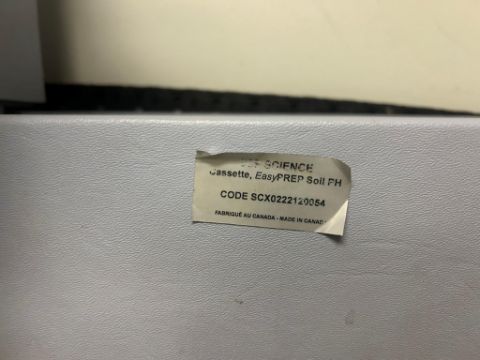 SCIENCE
Cassette, EasyPREP Soil PH
CODE SCX0222120054
FABRIQUÉ AU CANADA - MADE IN CANADA